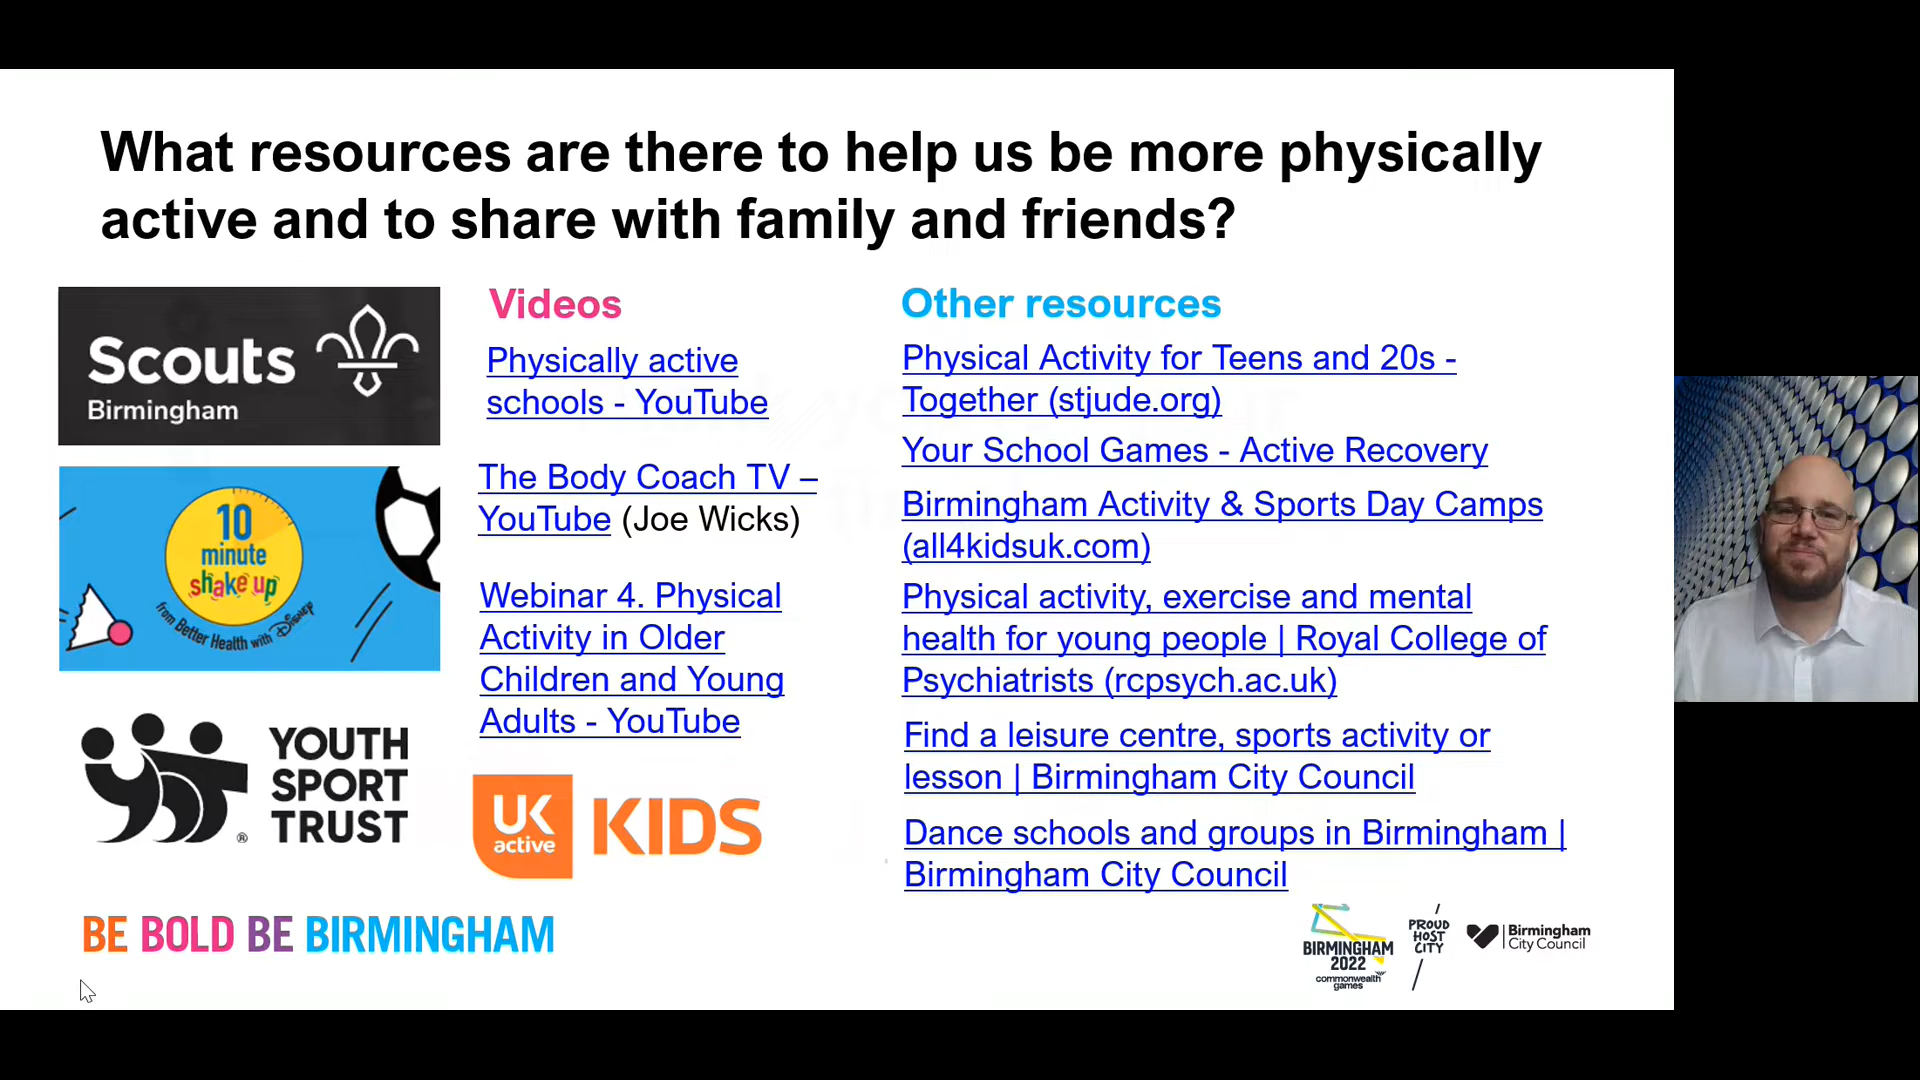 What resources are there to help us be more physically
active and to share with family and friends?
Scouts
Birmingham
10
minute
shake up
from Better Health with Disney
YOUTH
SPORT
TRUST
®
Videos
Physically active
schools - YouTube
The Body Coach TV –
YouTube (Joe Wicks)
Webinar 4. Physical
Activity in Older
Children and Young
Adults - YouTube
UK
active
KIDS
Other resources
Physical Activity for Teens and 20s -
Together (stjude.org)
Your School Games - Active Recovery
Birmingham Activity & Sports Day Camps
(all4kidsuk.com)
Physical activity, exercise and mental
health for young people | Royal College of
Psychiatrists (rcpsych.ac.uk)
Find a leisure centre, sports activity or
lesson | Birmingham City Council
Dance schools and groups in Birmingham |
Birmingham City Council
BE BOLD BE BIRMINGHAM
BIRMINGHAM
2022
commonwealth
games
PROUD
HOST
CITY
Birmingham
City Council